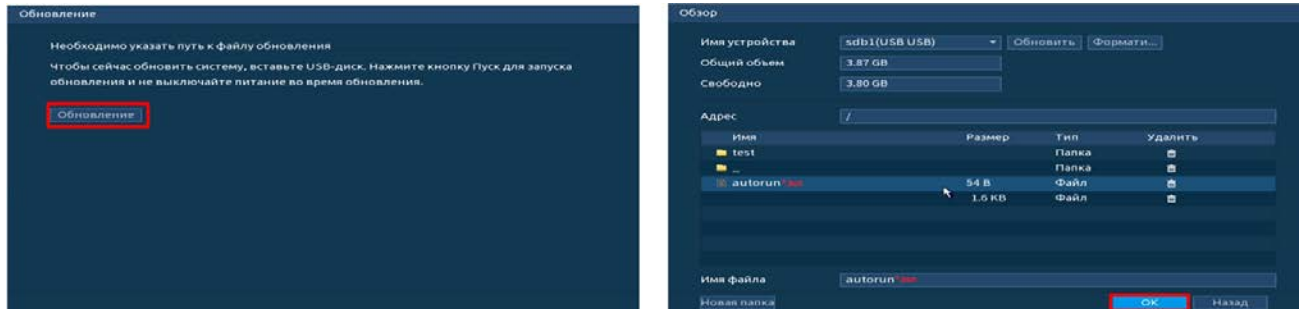 Обновление
Необходимо указать путь к файлу обновления
Чтобы сейчас обновить систему, вставьте USB-диск. Нажмите кнопку Пуск для запуска
обновления и не выключайте питание во время обновления.
Обновление
Обзор
Имя устройства sdb1(USB USB) Обновить Формати...
Общий объем 3.87 GB
Свободно 3.80 GB
Адрес /
Имя Размер Тип Удалить
test Папка
_ Папка
autorun 54 B Файл
1.6 KB Файл
Имя файла autorun
Новая папка OK Назад